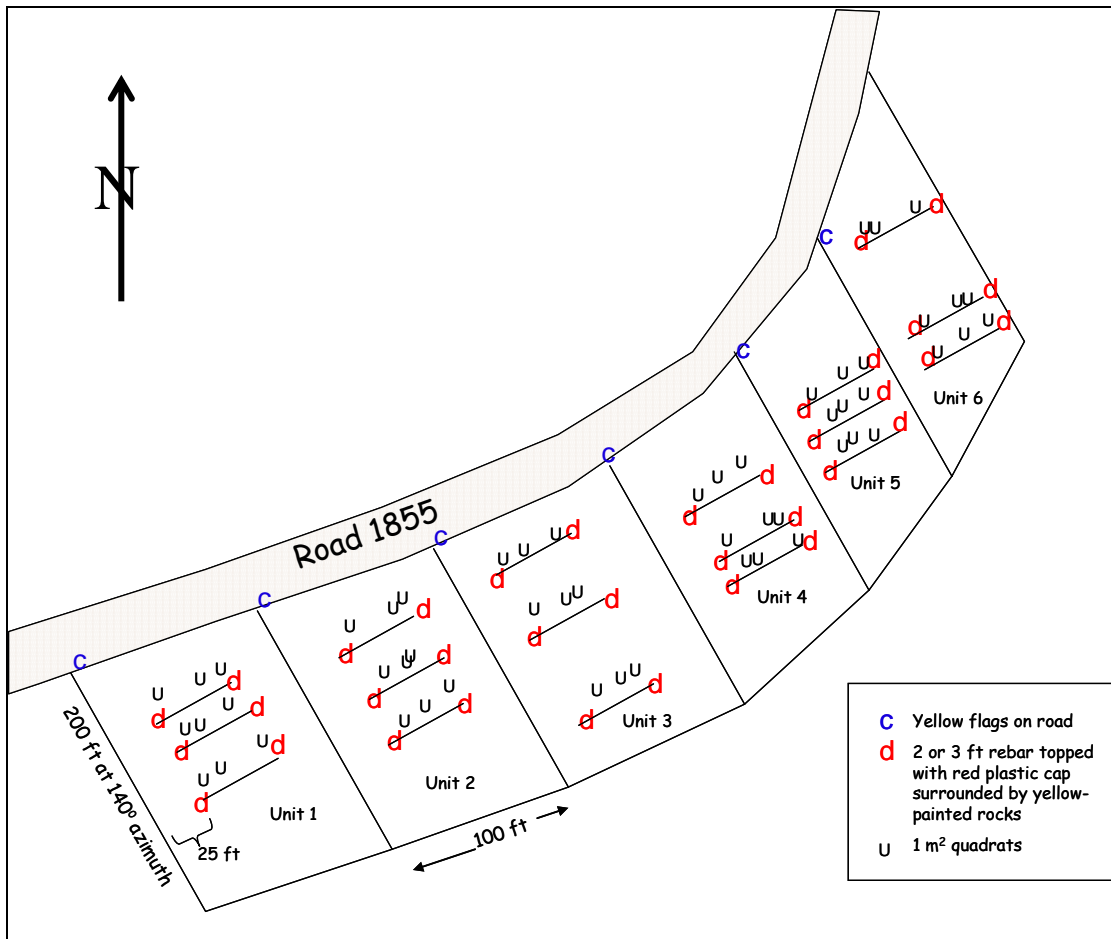 N
Road 1855
c
U U U d
d
U U U d
d
U d
U U
d
Unit 1
200 ft at 140⁰ azimuth
25 ft
c
U U U d
d
U U U d
d
U U U d
d
Unit 2
100 ft
c
U U U d
d
U U U d
d
U U U d
d
Unit 3
c
U U U d
d
U U U d
d
U U U d
d
Unit 4
c
U U U d
d
U U U d
d
U U U d
d
Unit 5
c
U U U d
d
U U U d
d
U U U d
d
Unit 6
c Yellow flags on road
d 2 or 3 ft rebar topped
with red plastic cap
surrounded by yellow-
painted rocks
U 1 m² quadrats